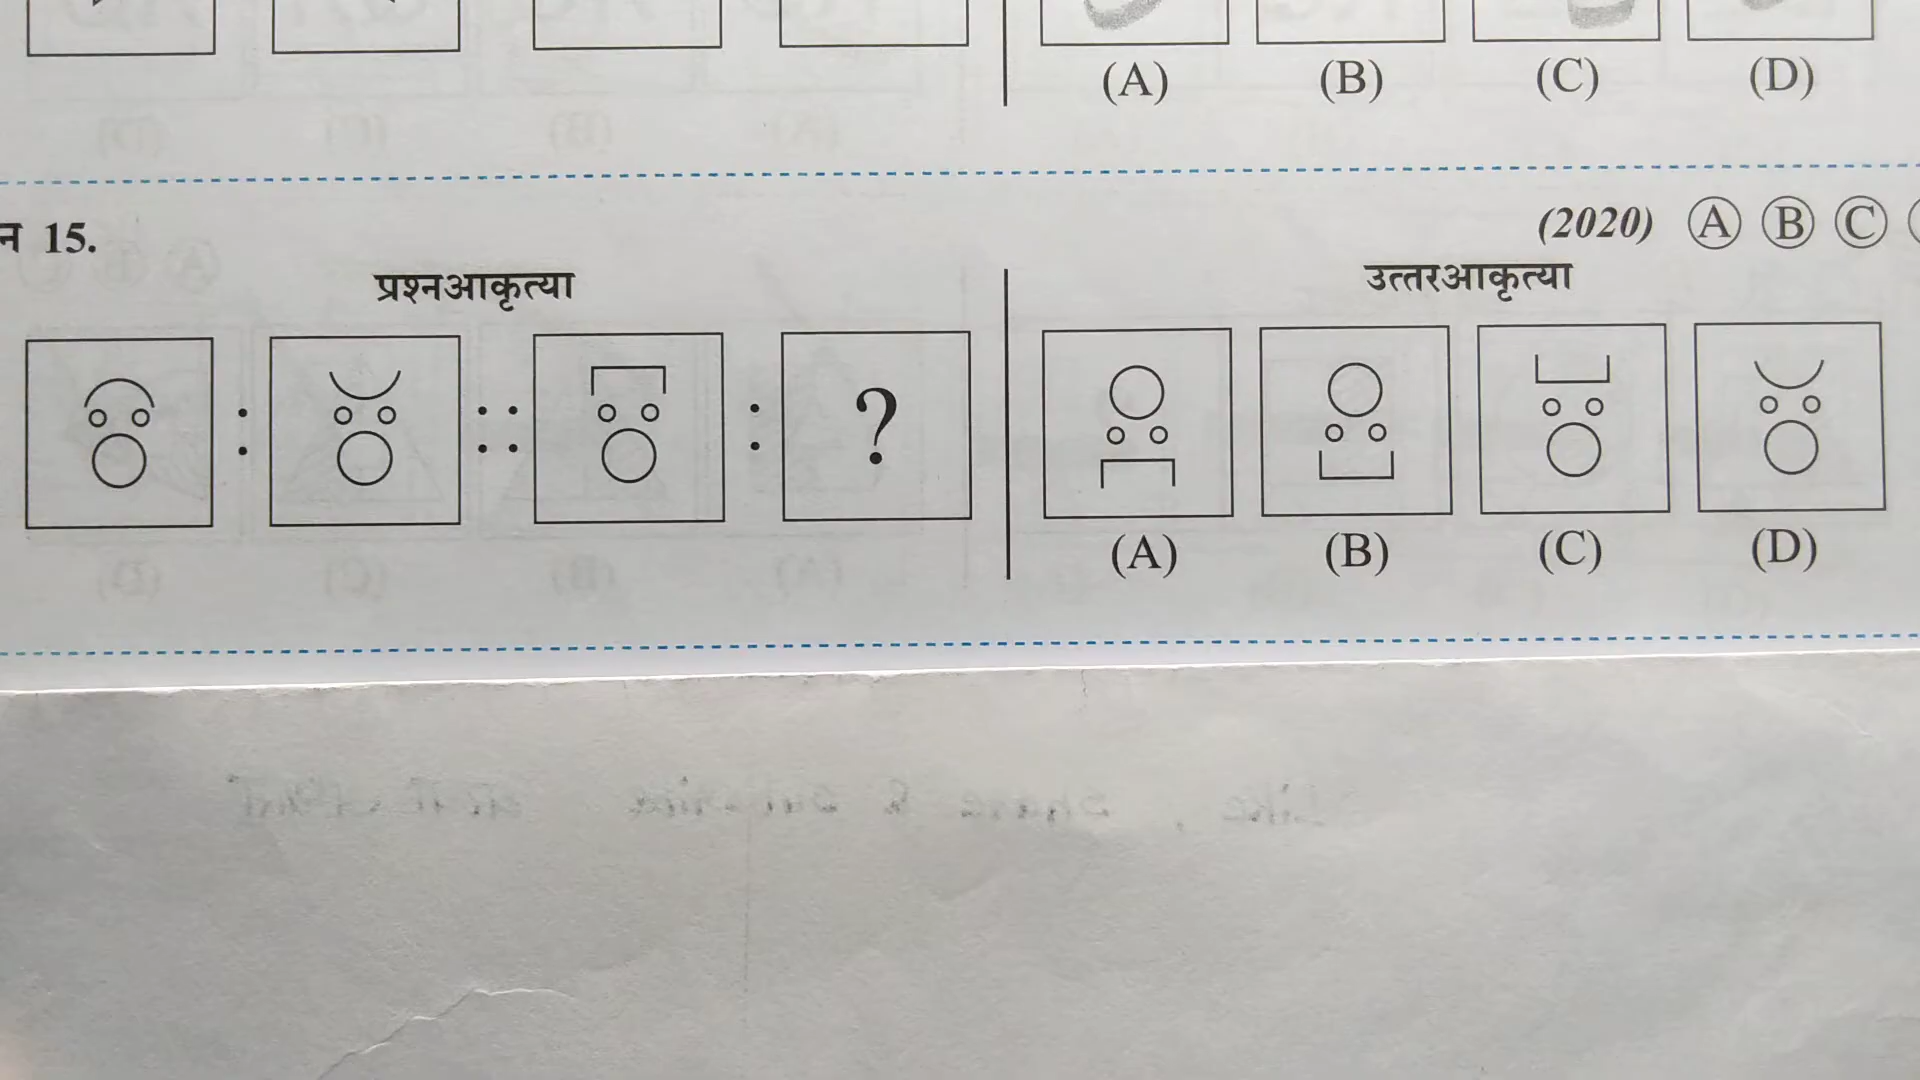 (A) (B) (C) (D)
न 15.
(2020) Ⓐ Ⓑ Ⓒ
प्रश्नआकृत्या
उत्तरआकृत्या
: :: : ?
(A) (B) (C) (D)